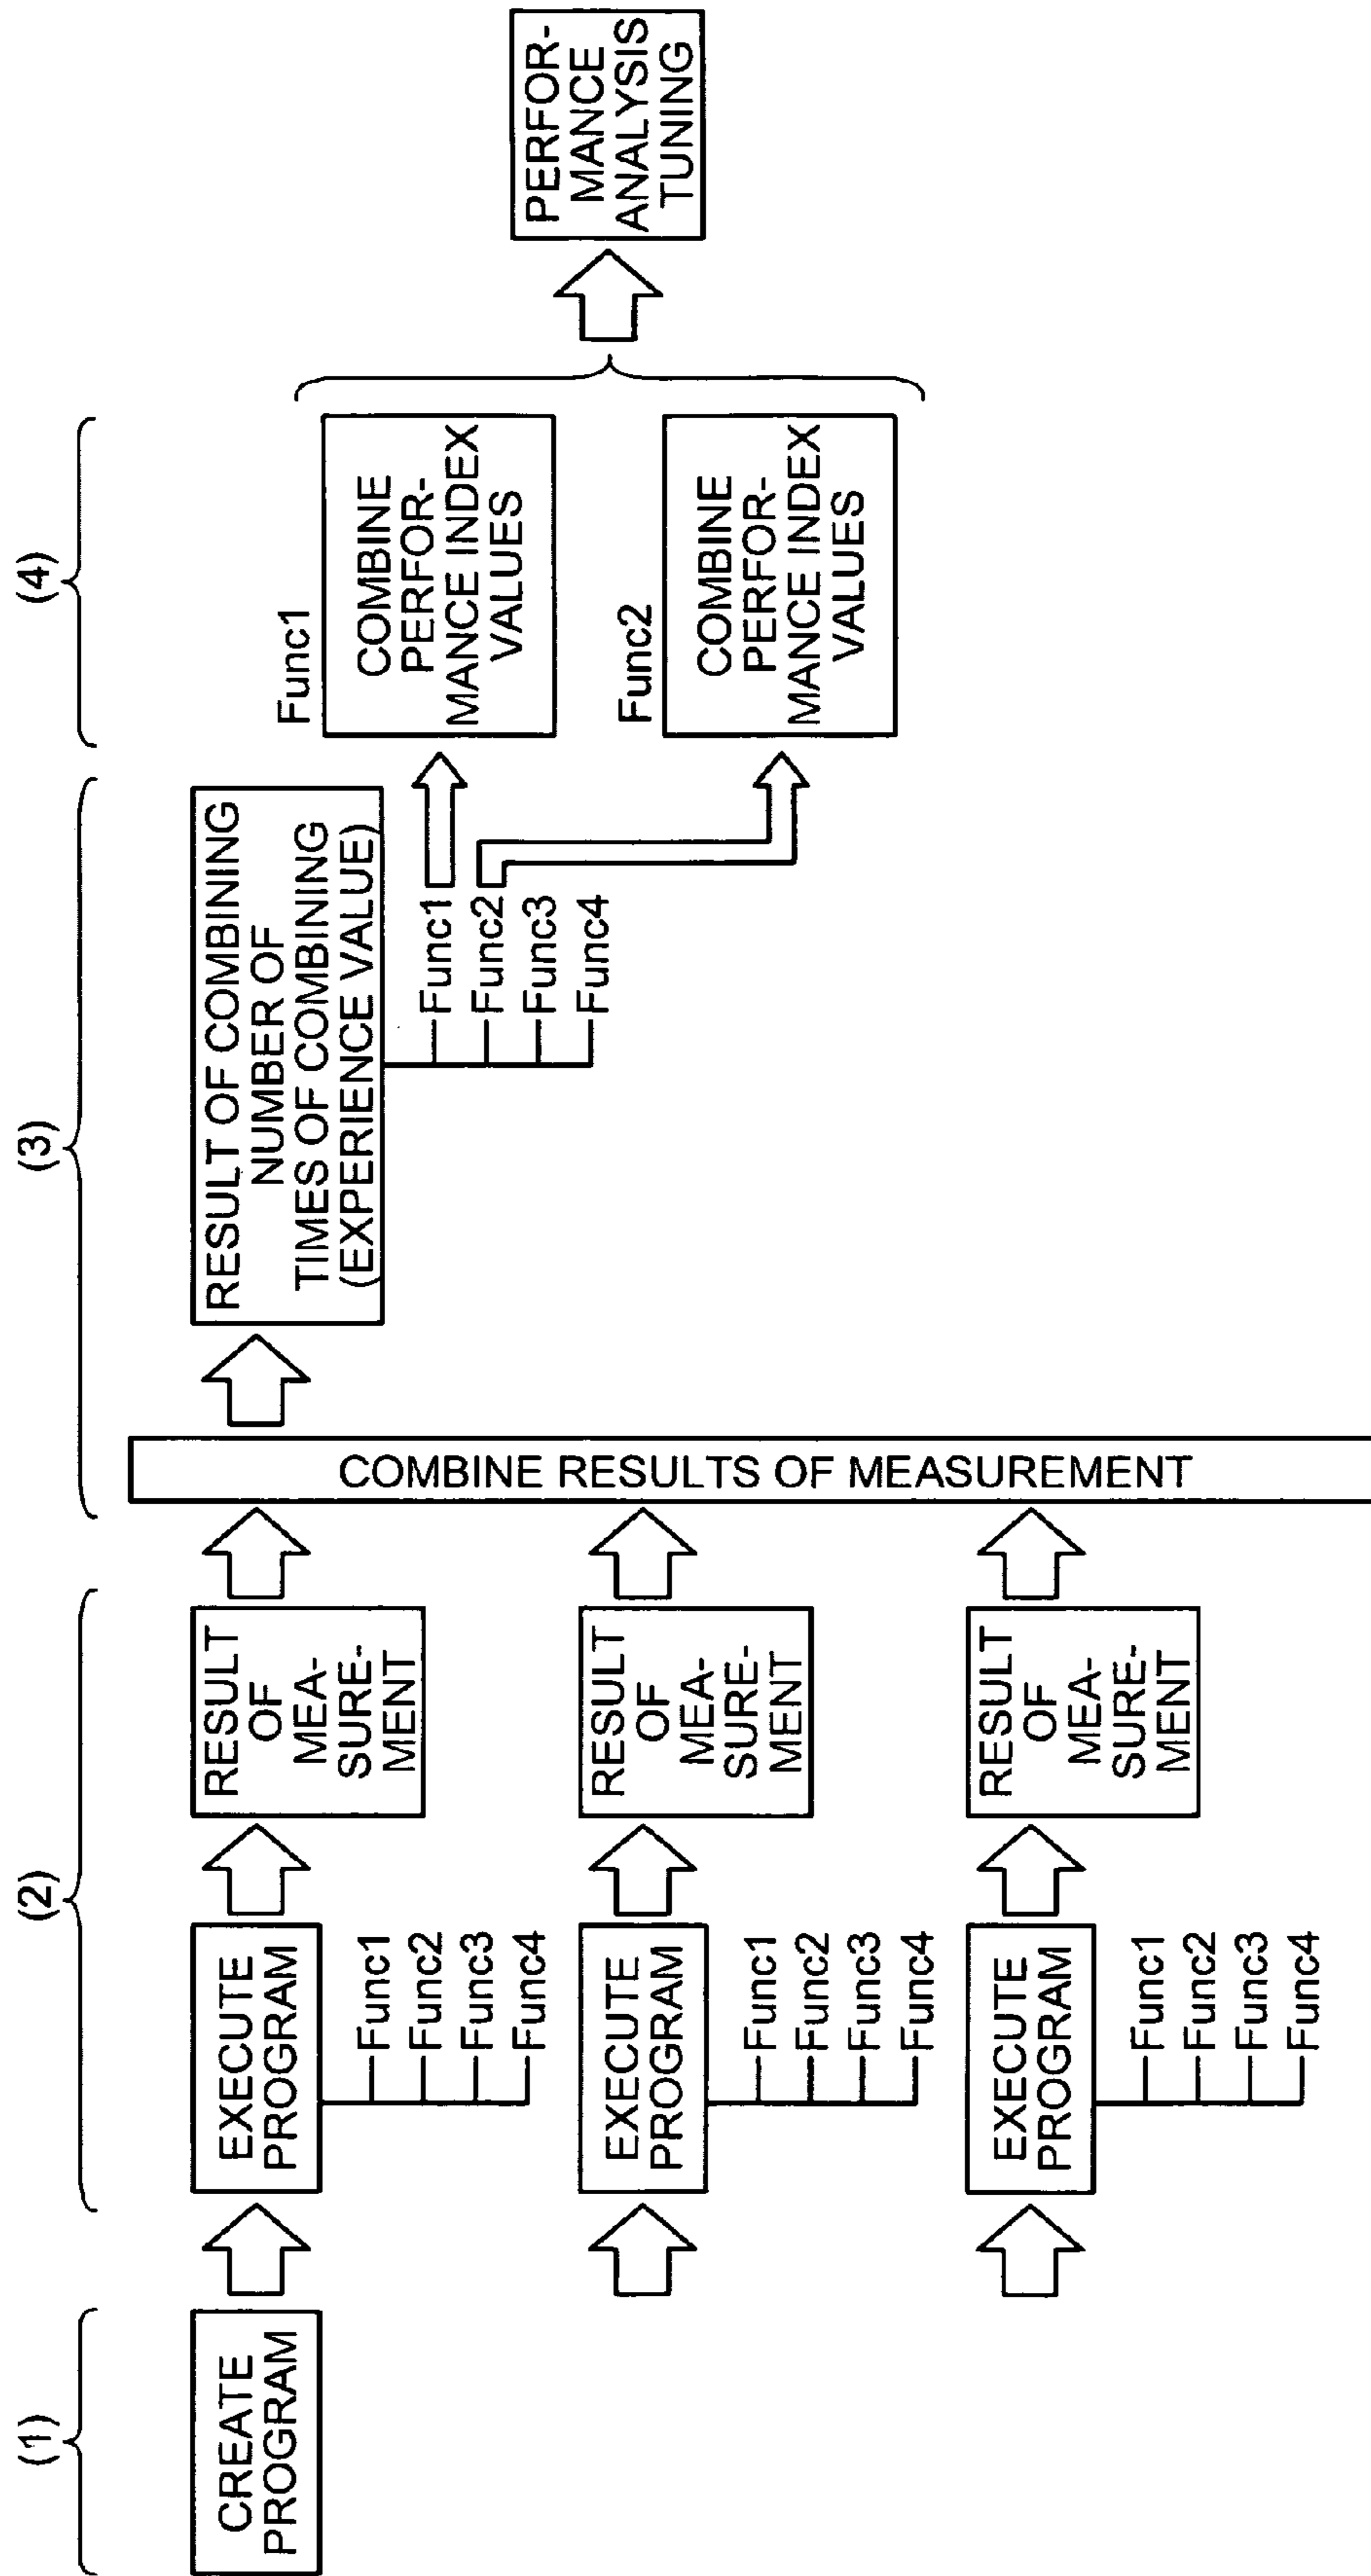 (1)
(2)
(3)
(4)
CREATE
PROGRAM
EXECUTE
PROGRAM
Func1
Func2
Func3
Func4
RESULT
OF
MEA-
SURE-
MENT
EXECUTE
PROGRAM
Func1
Func2
Func3
Func4
RESULT
OF
MEA-
SURE-
MENT
EXECUTE
PROGRAM
Func1
Func2
Func3
Func4
RESULT
OF
MEA-
SURE-
MENT
COMBINE RESULTS OF MEASUREMENT
RESULT OF COMBINING
NUMBER OF
TIMES OF COMBINING
(EXPERIENCE VALUE)
Func1
Func2
Func3
Func4
Func1
COMBINE
PERFOR-
MANCE INDEX
VALUES
Func2
COMBINE
PERFOR-
MANCE INDEX
VALUES
PERFOR-
MANCE
ANALYSIS
TUNING